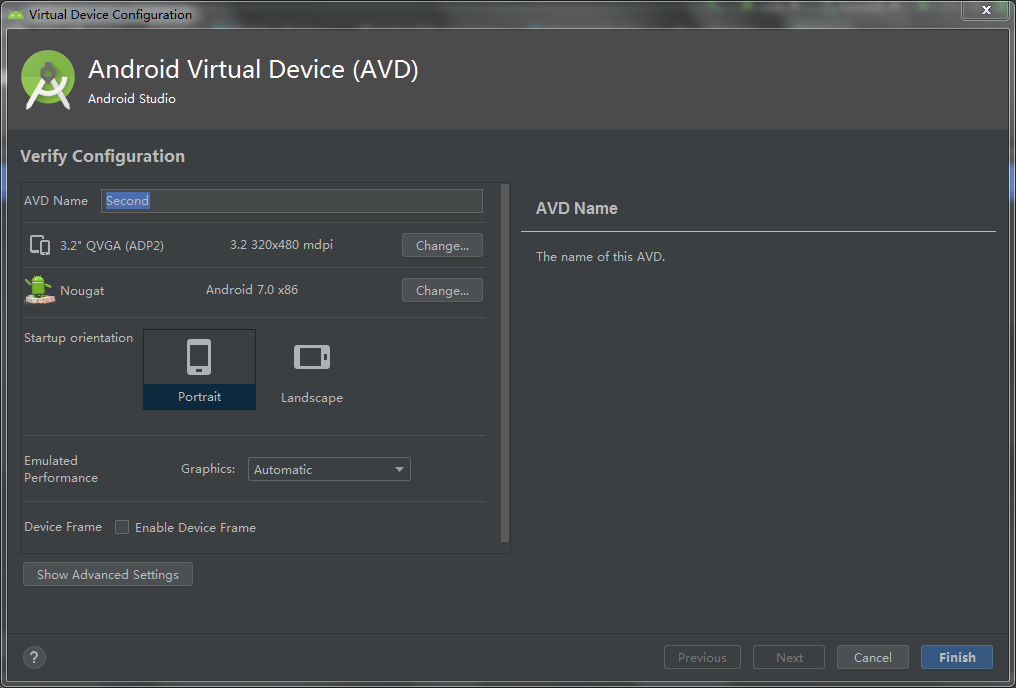 Virtual Device Configuration
x
Android Virtual Device (AVD)
Android Studio
Verify Configuration
AVD Name Second
3.2" QVGA (ADP2) 3.2 320x480 mdpi Change...
Nougat Android 7.0 x86 Change...
Startup orientation
Portrait
Landscape
Emulated
Performance
Graphics: Automatic
Device Frame Enable Device Frame
Show Advanced Settings
AVD Name
The name of this AVD.
? Previous Next Cancel Finish